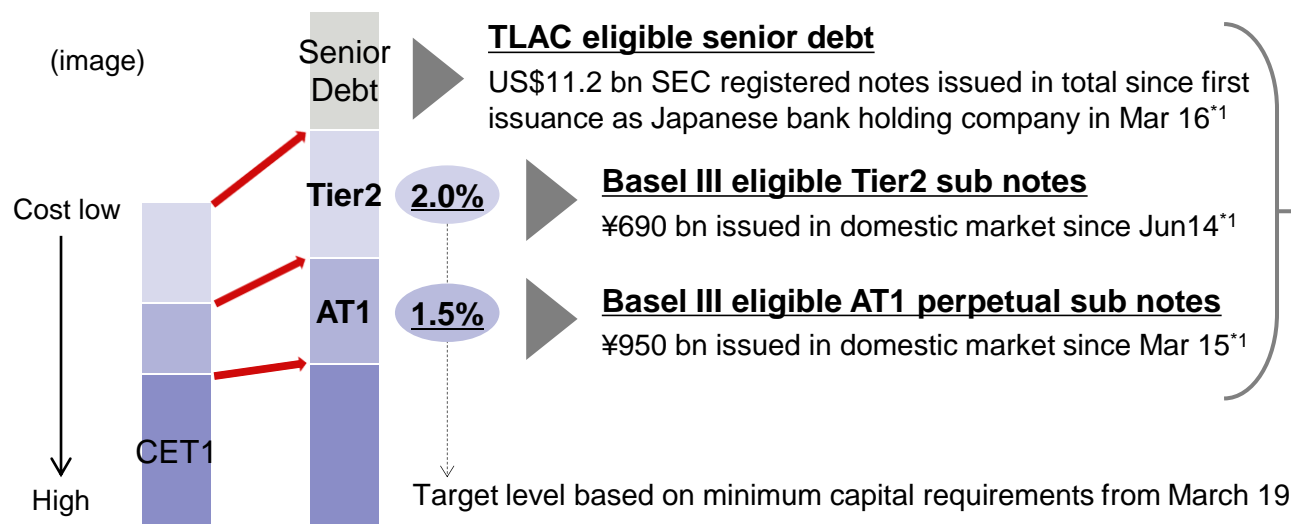 (image)
Senior
Debt
TLAC eligible senior debt
US$11.2 bn SEC registered notes issued in total since first
issuance as Japanese bank holding company in Mar 16*1
Cost low
High
Tier2
2.0%
Basel III eligible Tier2 sub notes
¥690 bn issued in domestic market since Jun14*1
AT1
1.5%
Basel III eligible AT1 perpetual sub notes
¥950 bn issued in domestic market since Mar 15*1
CET1
Target level based on minimum capital requirements from March 19